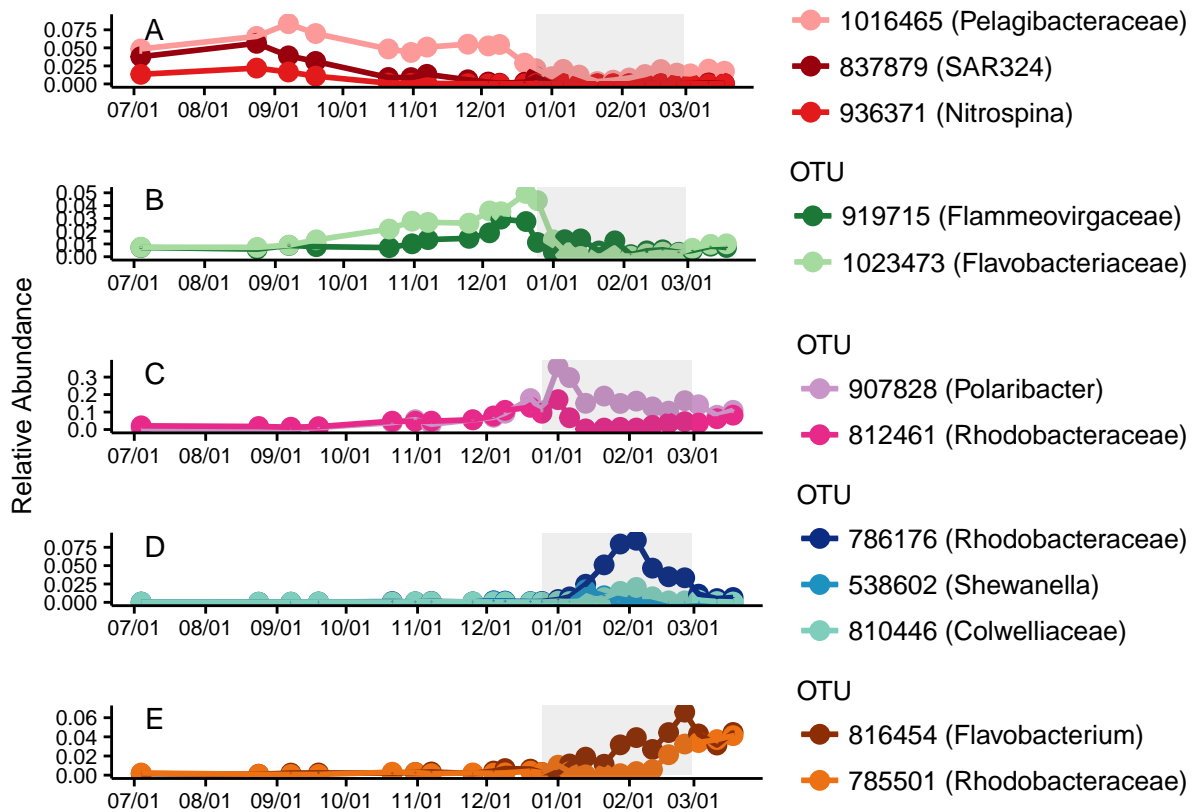 Relative Abundance
A
0.075
0.050
0.025
0.000
07/01 08/01 09/01 10/01 11/01 12/01 01/01 02/01 03/01
1016465 (Pelagibacteraceae)
837879 (SAR324)
936371 (Nitrospina)
B
0.05
0.04
0.03
0.02
0.01
0.00
07/01 08/01 09/01 10/01 11/01 12/01 01/01 02/01 03/01
OTU
919715 (Flammeovirgaceae)
1023473 (Flavobacteriaceae)
C
0.3
0.2
0.1
0.0
07/01 08/01 09/01 10/01 11/01 12/01 01/01 02/01 03/01
OTU
907828 (Polaribacter)
812461 (Rhodobacteraceae)
D
0.075
0.050
0.025
0.000
07/01 08/01 09/01 10/01 11/01 12/01 01/01 02/01 03/01
OTU
786176 (Rhodobacteraceae)
538602 (Shewanella)
810446 (Colwelliaceae)
E
0.06
0.04
0.02
0.00
07/01 08/01 09/01 10/01 11/01 12/01 01/01 02/01 03/01
OTU
816454 (Flavobacterium)
785501 (Rhodobacteraceae)